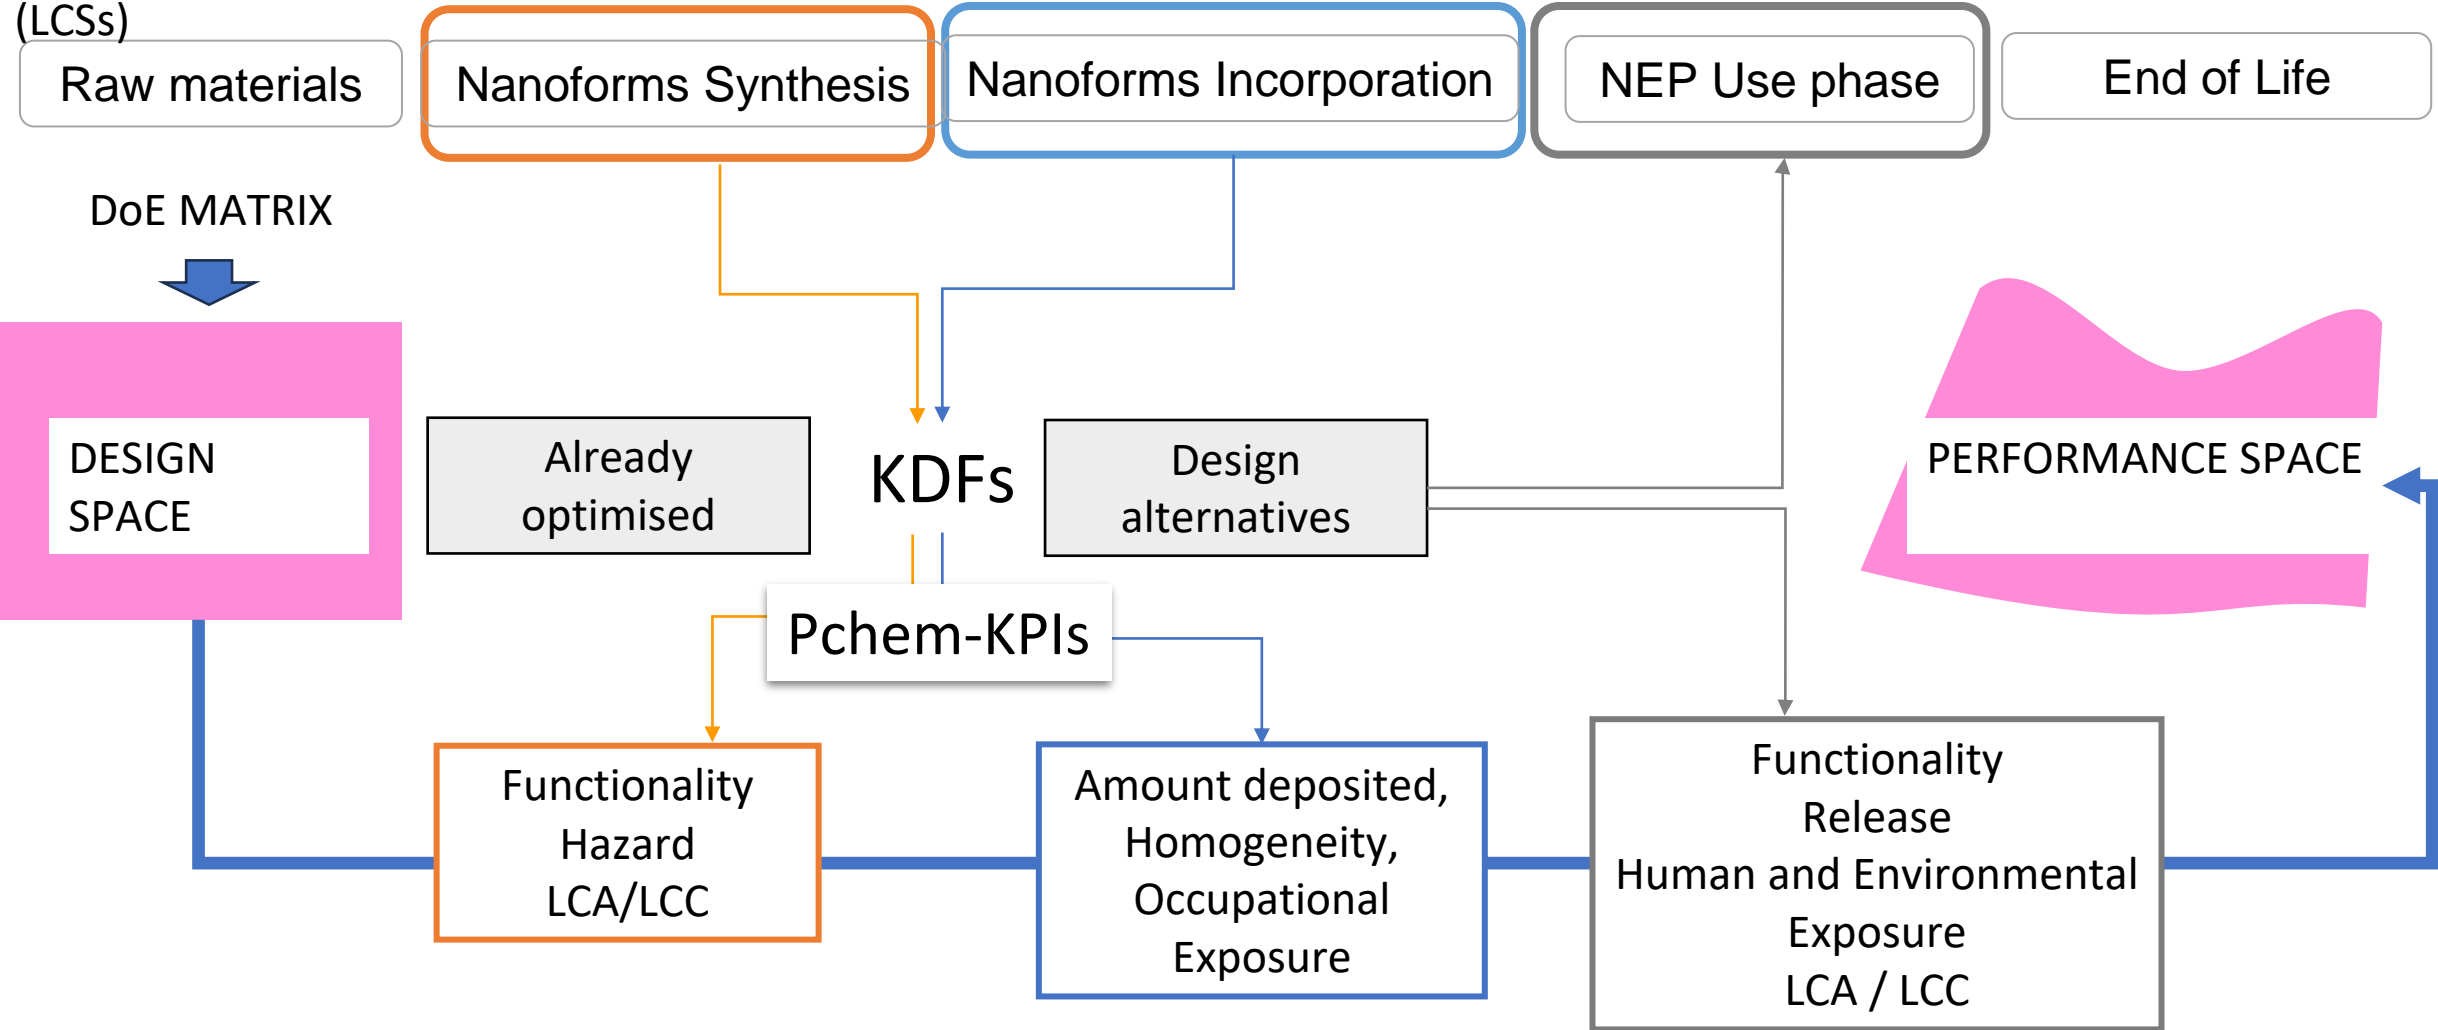 (LCSs)
Raw materials
Nanoforms Synthesis
Nanoforms Incorporation
NEP Use phase
End of Life
DoE MATRIX
DESIGN
SPACE
Already
optimised
KDFs
Design
alternatives
PERFORMANCE SPACE
Pchem-KPIs
Functionality
Hazard
LCA/LCC
Amount deposited,
Homogeneity,
Occupational
Exposure
Functionality
Release
Human and Environmental
Exposure
LCA / LCC